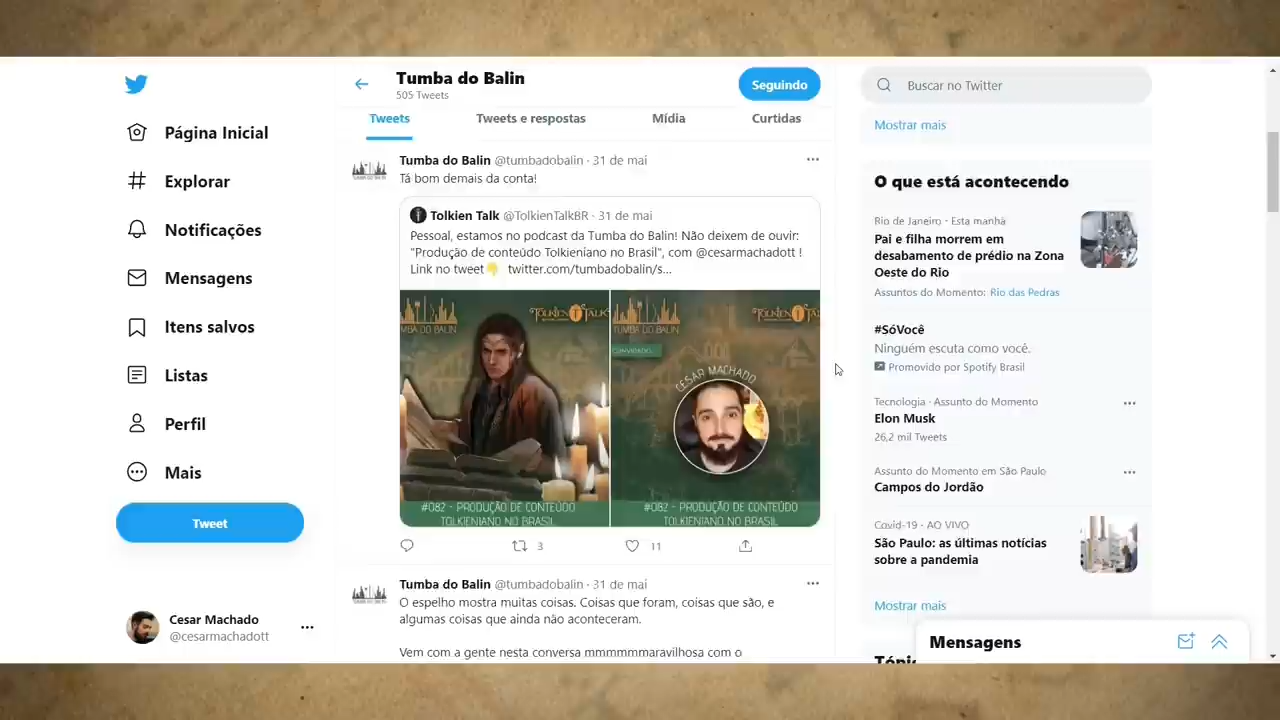 Página Inicial
Explorar
Notificações
Mensagens
Itens salvos
Listas
Perfil
Mais
Tweet
Cesar Machado
@cesarmachadott
Tumba do Balin
505 Tweets
Seguindo
Tweets
Tweets e respostas
Mídia
Curtidas
Tumba do Balin @tumbadobalin · 31 de mai
Tá bom demais da conta!
Tolkien Talk @TolkienTalkBR · 31 de mai
Pessoal, estamos no podcast da Tumba do Balin! Não deixem de ouvir:
"Produção de conteúdo Tolkieniano no Brasil", com @cesarmachadott !
Link no tweet👇 twitter.com/tumbadobalin/s...
TOLKIEN TALK
#082 - PRODUÇÃO DE CONTEÚDO
TOLKIENIANO NO BRASIL
TUMBA DO BALIN
TOLKIEN TALK
CONVIDADO
CESAR MACHADO
#082 - PRODUÇÃO DE CONTEÚDO
TOLKIENIANO NO BRASIL
3
11
Tumba do Balin @tumbadobalin · 31 de mai
O espelho mostra muitas coisas. Coisas que foram, coisas que são, e
algumas coisas que ainda não aconteceram.
Vem com a gente nesta conversa mmmmmmaravilhosa com o
Buscar no Twitter
Mostrar mais
O que está acontecendo
Rio de Janeiro · Esta manhã
Pai e filha morrem em
desabamento de prédio na Zona
Oeste do Rio
Assuntos do Momento: Rio das Pedras
#SóVocê
Ninguém escuta como você.
Promovido por Spotify Brasil
Tecnologia · Assunto do Momento
Elon Musk
26,2 mil Tweets
Assunto do Momento em São Paulo
Campos do Jordão
Covid-19 · AO VIVO
São Paulo: as últimas notícias
sobre a pandemia
Mostrar mais
Mensagens